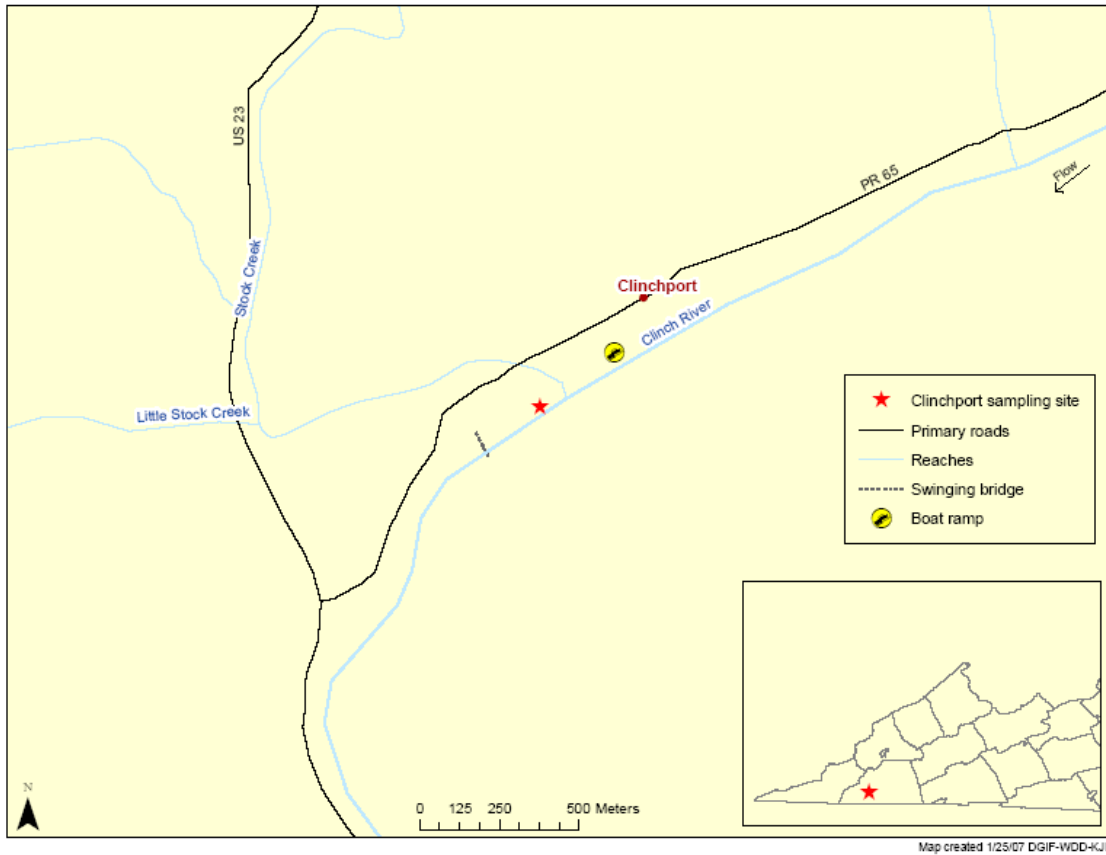 US 23
PR 65
Flow
Clinchport
Stock Creek
Clinch River
Little Stock Creek
Clinchport sampling site
Primary roads
Reaches
Swinging bridge
Boat ramp
N
0 125 250 500 Meters
Map created 1/25/07 DGIF-WDD-KJ